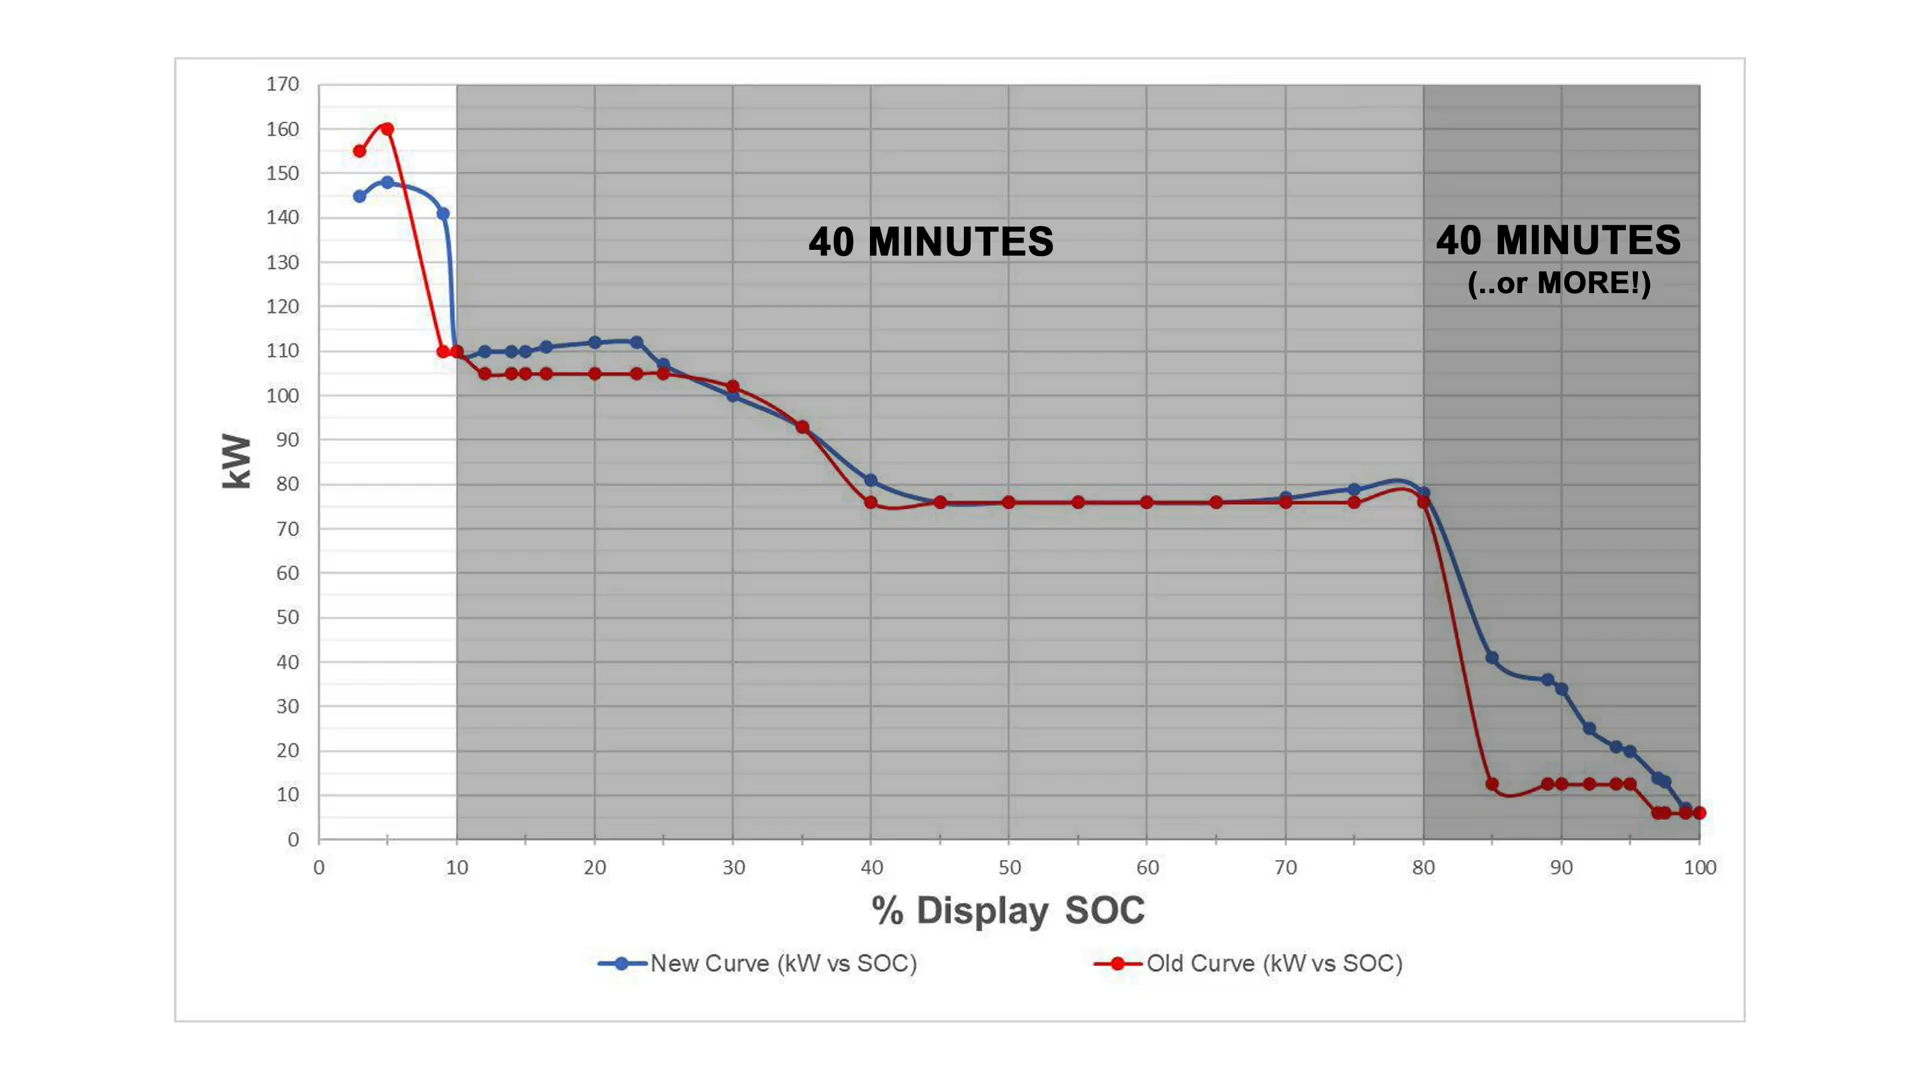 170
160
150
140
130
120
110
100
90
80
70
60
50
40
30
20
10
0
kW
40 MINUTES
40 MINUTES
(..or MORE!)
0 10 20 30 40 50 60 70 80 90 100
% Display SOC
New Curve (kW vs SOC) Old Curve (kW vs SOC)